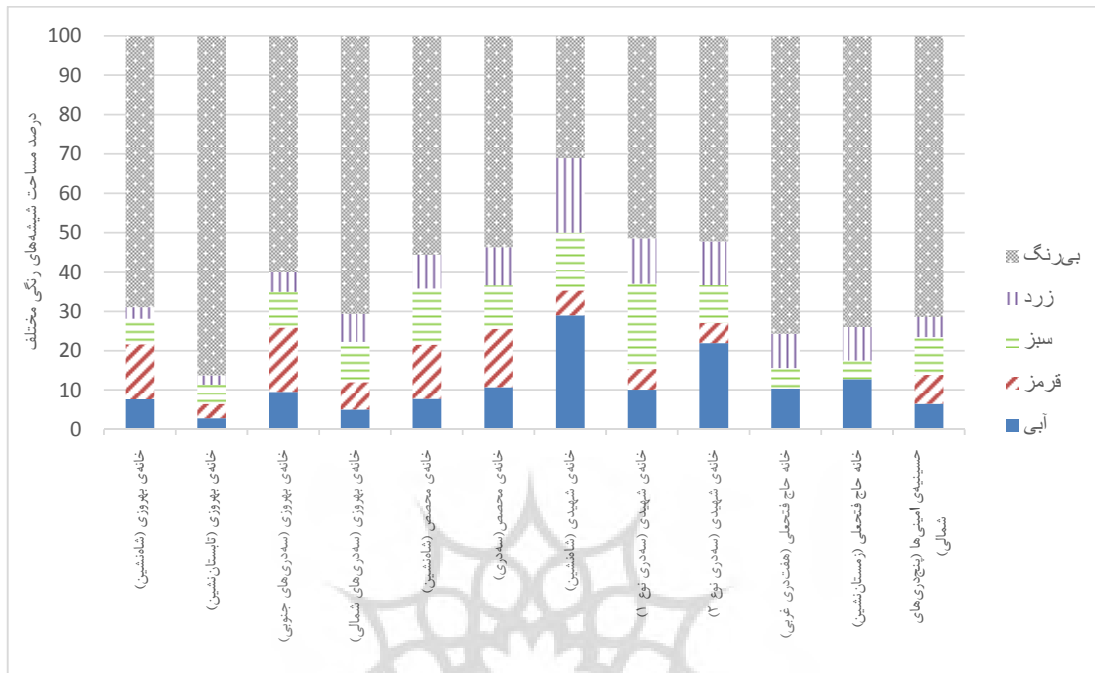 درصد مساحت شیشه‌های رنگی مختلف
100
90
80
70
60
50
40
30
20
10
0
بی‌رنگ
زرد
سبز
قرمز
آبی
خانه‌ی بهروزی (شاه‌نشین)
خانه‌ی بهروزی (تابستان‌نشین)
خانه‌ی بهروزی (سه‌دری‌های جنوبی)
خانه‌ی بهروزی (سه‌دری‌های شمالی)
خانه‌ی محصص (شاه‌نشین)
خانه‌ی محصص(سه‌دری)
خانه‌ی شهیدی (شاه‌نشین)
خانه‌ی شهیدی (سه‌دری نوع ۱)
خانه‌ی شهیدی (سه‌دری نوع ۲)
خانه حاج فتحعلی (هفت‌دری غربی)
خانه حاج فتحعلی (زمستان‌نشین)
حسینیه‌ی امینی‌ها (پنج‌دری‌های
شمالی)